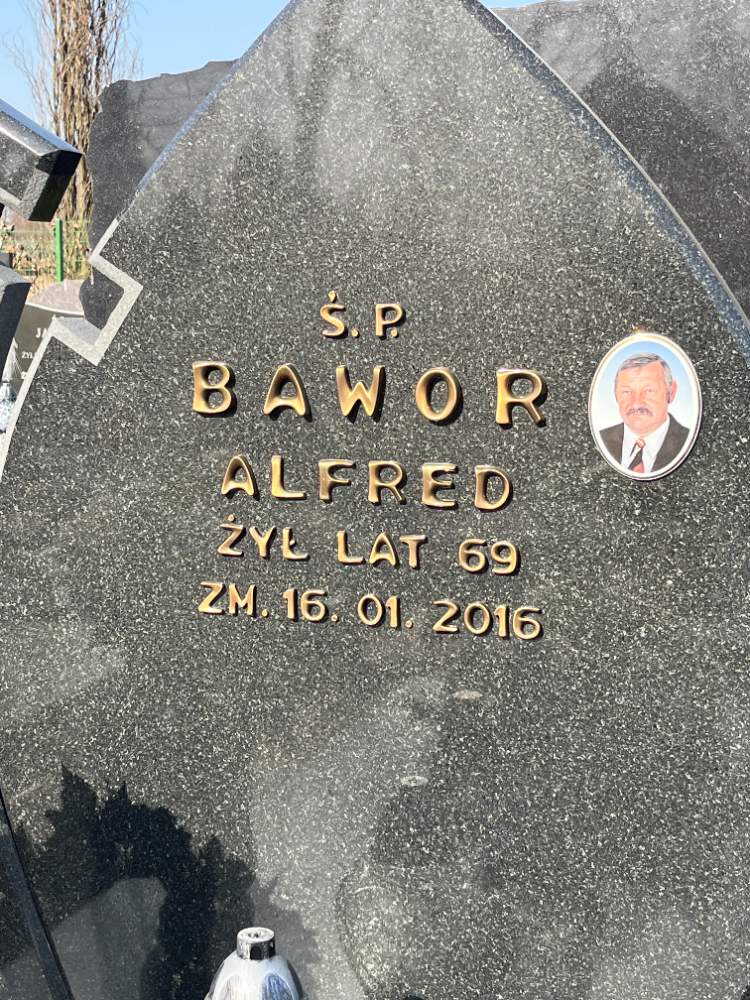 Ś.P.
BAWOR
ALFRED
ŻYŁ LAT 69
ZM. 16. 01. 2016